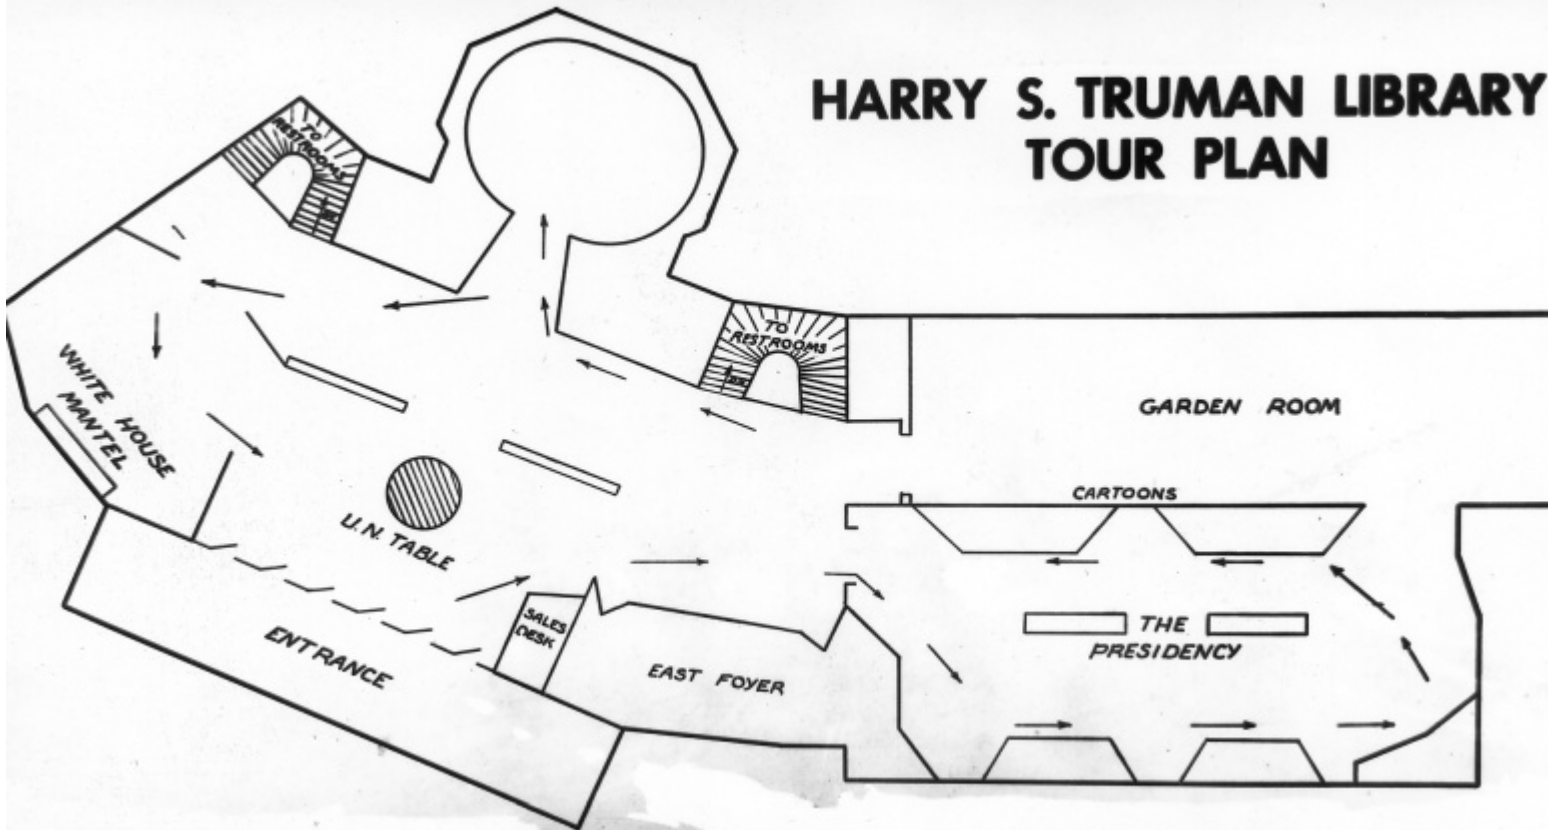 HARRY S. TRUMAN LIBRARY
TOUR PLAN
TO
RESTROOMS
TO
RESTROOMS
GARDEN ROOM
WHITE HOUSE
MANTEL
CARTOONS
U.N. TABLE
THE
PRESIDENCY
SALES
DESK
EAST FOYER
ENTRANCE